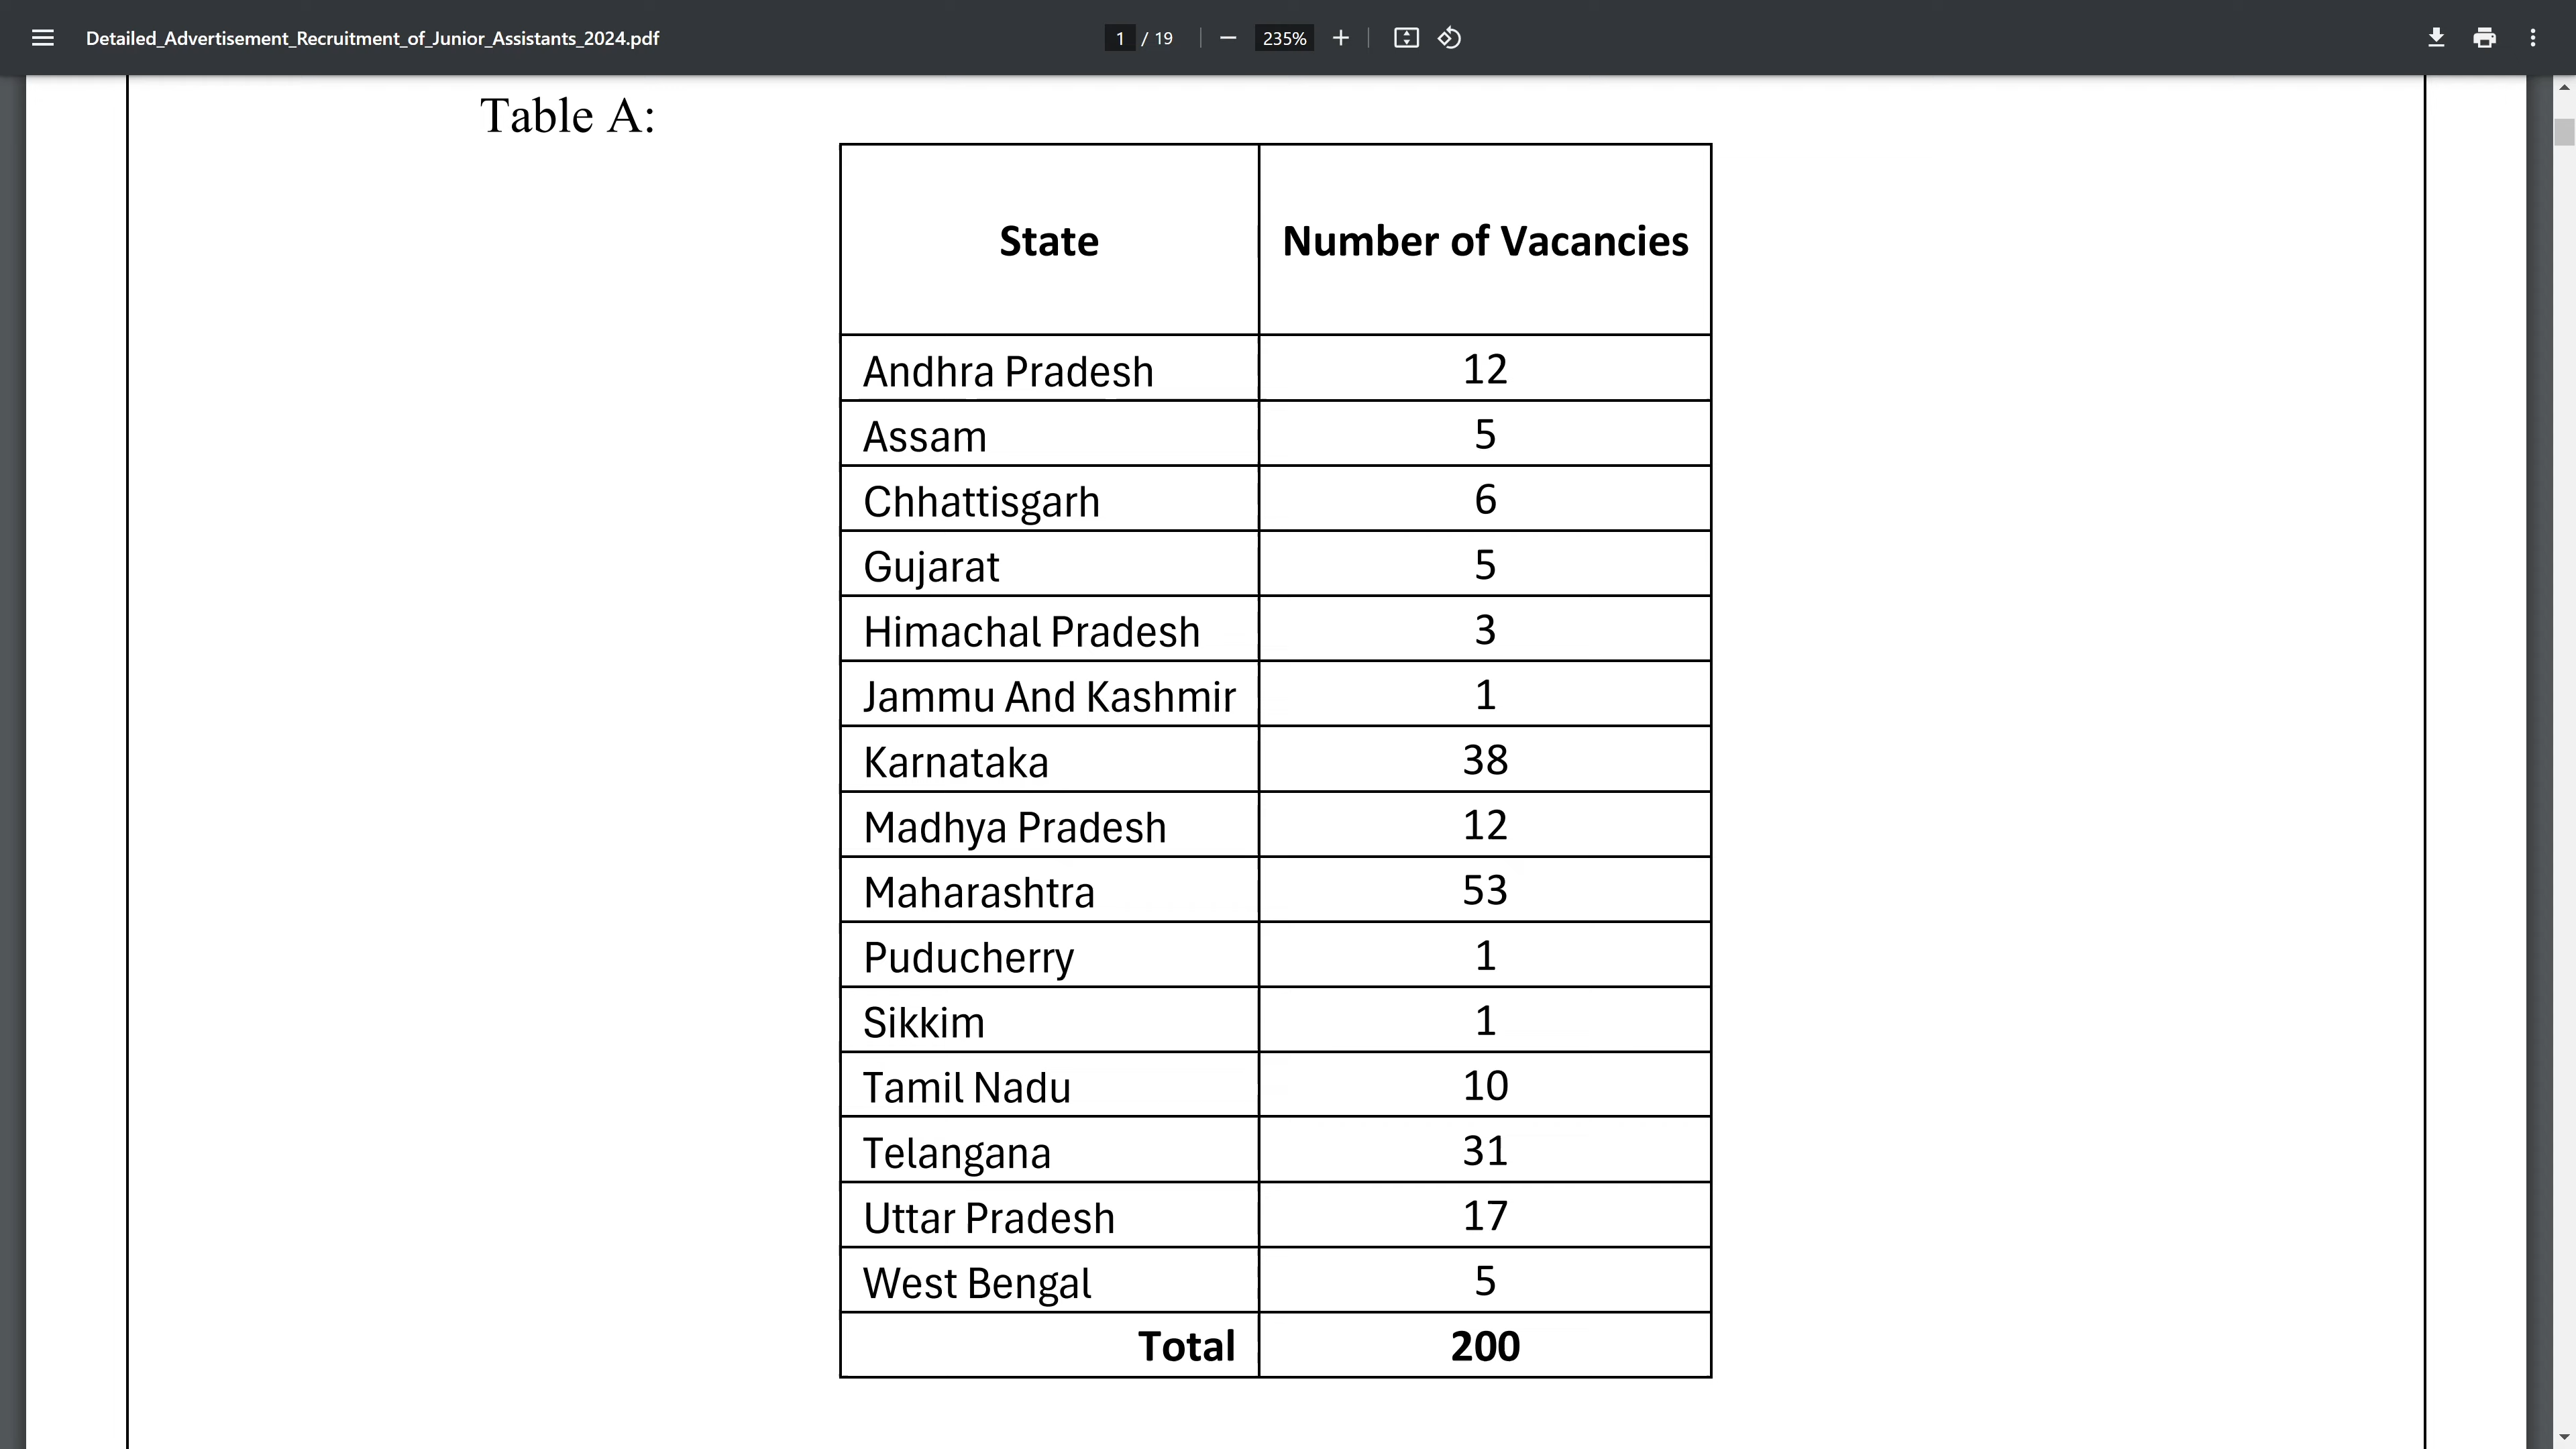 Detailed_Advertisement_Recruitment_of_Junior_Assistants_2024.pdf 1 / 19 235%
Table A:
State Number of Vacancies
Andhra Pradesh 12
Assam 5
Chhattisgarh 6
Gujarat 5
Himachal Pradesh 3
Jammu And Kashmir 1
Karnataka 38
Madhya Pradesh 12
Maharashtra 53
Puducherry 1
Sikkim 1
Tamil Nadu 10
Telangana 31
Uttar Pradesh 17
West Bengal 5
Total 200